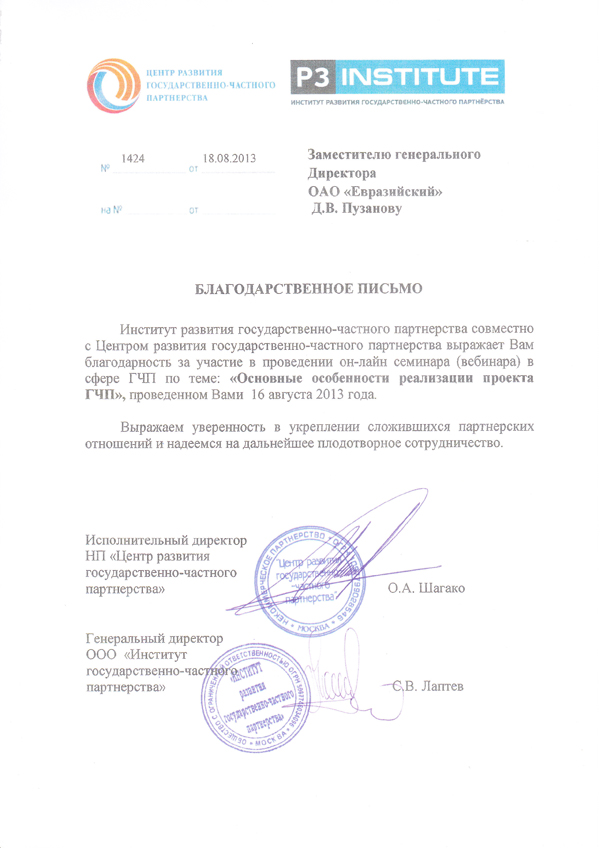 ЦЕНТР РАЗВИТИЯ
ГОСУДАРСТВЕННО-ЧАСТНОГО
ПАРТНЕРСТВА
P3 INSTITUTE
ИНСТИТУТ РАЗВИТИЯ ГОСУДАРСТВЕННО-ЧАСТНОГО ПАРТНЁРСТВА
№ 1424 от 18.08.2013
на № от
Заместителю генерального
Директора
ОАО «Евразийский»
Д.В. Пузанову
БЛАГОДАРСТВЕННОЕ ПИСЬМО
Институт развития государственно-частного партнерства совместно
с Центром развития государственно-частного партнерства выражает Вам
благодарность за участие в проведении он-лайн семинара (вебинара) в
сфере ГЧП по теме: «Основные особенности реализации проекта
ГЧП», проведенном Вами 16 августа 2013 года.
Выражаем уверенность в укреплении сложившихся партнерских
отношений и надеемся на дальнейшее плодотворное сотрудничество.
Исполнительный директор
НП «Центр развития
государственно-частного
партнерства»
О.А. Шагако
НЕКОММЕРЧЕСКОЕ ПАРТНЕРСТВО
"Центр развития
государственно
-частного
партнерства"
МОСКВА
Генеральный директор
ООО «Институт
государственно-частного
партнерства»
С.В. Лаптев
ОБЩЕСТВО С ОГРАНИЧЕННОЙ ОТВЕТСТВЕННОСТЬЮ
«Институт
развития
государственно-частного
партнерства»
МОСКВА